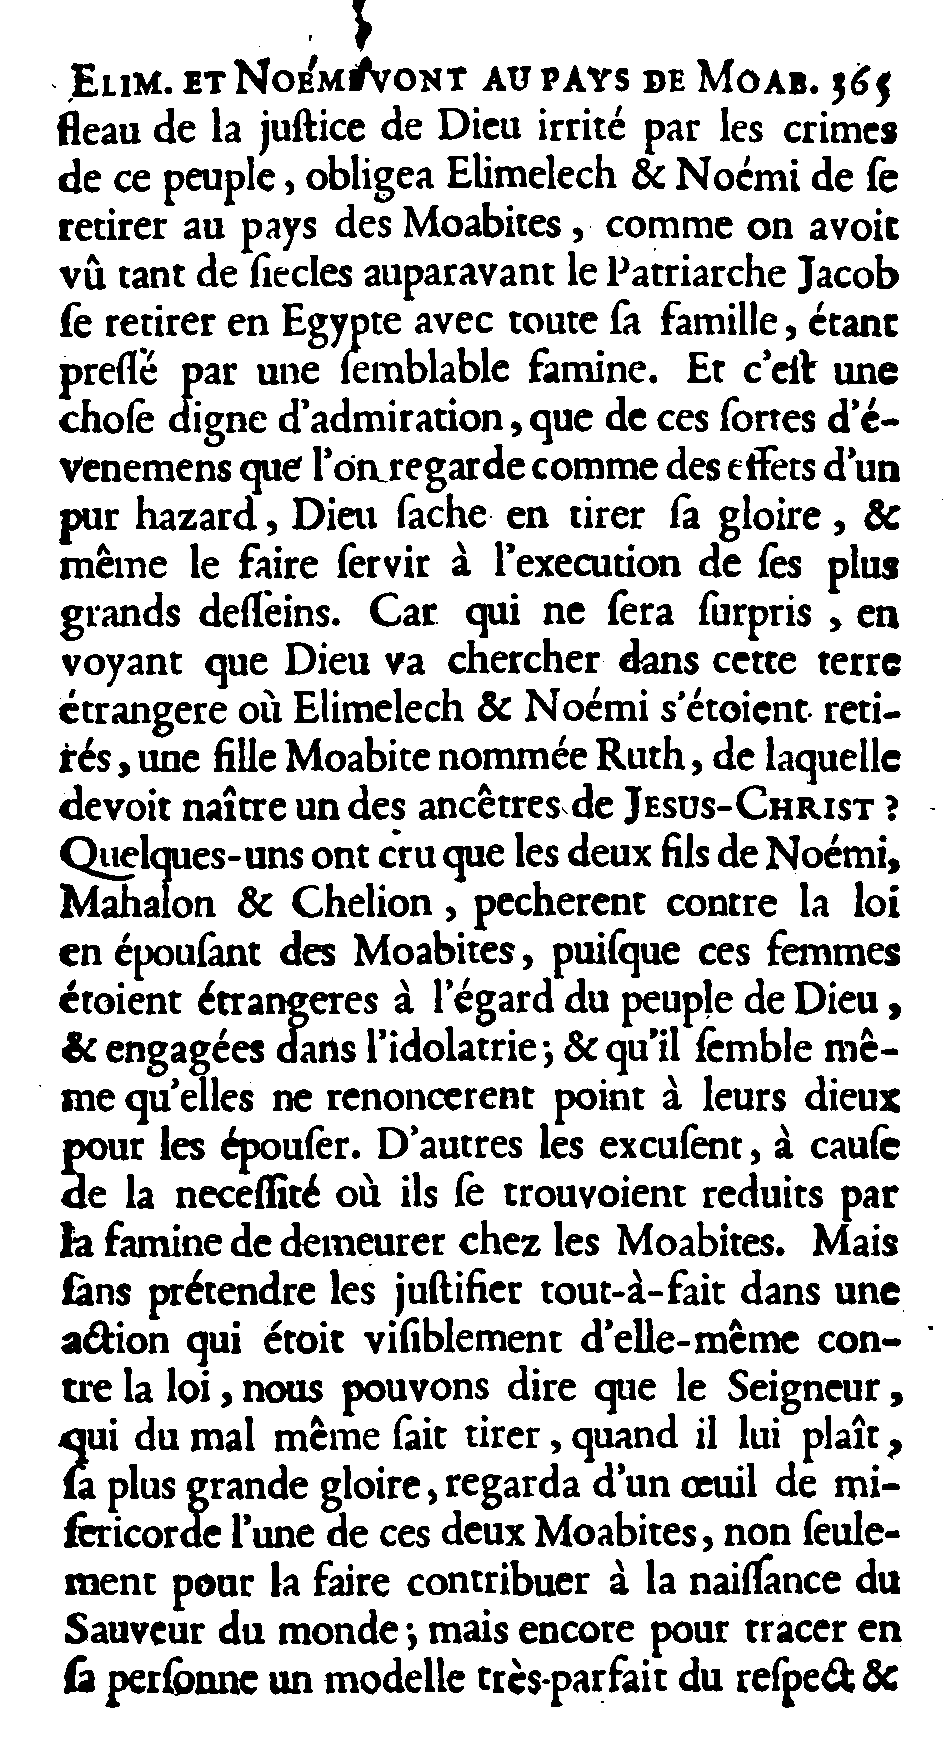 ELIM. ET NOÉMI VONT AU PAYS DE MOAB. 365
fleau de la juſtice de Dieu irrité par les crimes
de ce peuple, obligea Elimelech & Noémi de ſe
retirer au pays des Moabites, comme on avoit
vû tant de ſiecles auparavant le Patriarche Jacob
ſe retirer en Egypte avec toute ſa famille, étant
preſſé par une ſemblable famine. Et c'eſt une
choſe digne d'admiration, que de ces ſortes d'é-
venemens que l'on regarde comme des effets d'un
pur hazard, Dieu ſache en tirer ſa gloire, &
même le faire ſervir à l'execution de ſes plus
grands deſſeins. Car qui ne ſera ſurpris, en
voyant que Dieu va chercher dans cette terre
étrangere où Elimelech & Noémi s'étoient reti-
rés, une fille Moabite nommée Ruth, de laquelle
devoit naître un des ancêtres de JESUS-CHRIST ?
Quelques-uns ont cru que les deux fils de Noémi,
Mahalon & Chelion, pecherent contre la loi
en épouſant des Moabites, puiſque ces femmes
étoient étrangeres à l'égard du peuple de Dieu,
& engagées dans l'idolatrie; & qu'il ſemble mê-
me qu'elles ne renoncerent point à leurs dieux
pour les épouſer. D'autres les excuſent, à cauſe
de la neceſſité où ils ſe trouvoient reduits par
la famine de demeurer chez les Moabites. Mais
ſans prétendre les juſtifier tout-à-fait dans une
action qui étoit viſiblement d'elle-même con-
tre la loi, nous pouvons dire que le Seigneur,
qui du mal même ſait tirer, quand il lui plaît,
ſa plus grande gloire, regarda d'un œuil de mi-
ſericorde l'une de ces deux Moabites, non ſeule-
ment pour la faire contribuer à la naiſſance du
Sauveur du monde; mais encore pour tracer en
ſa perſonne un modelle très-parfait du reſpect &